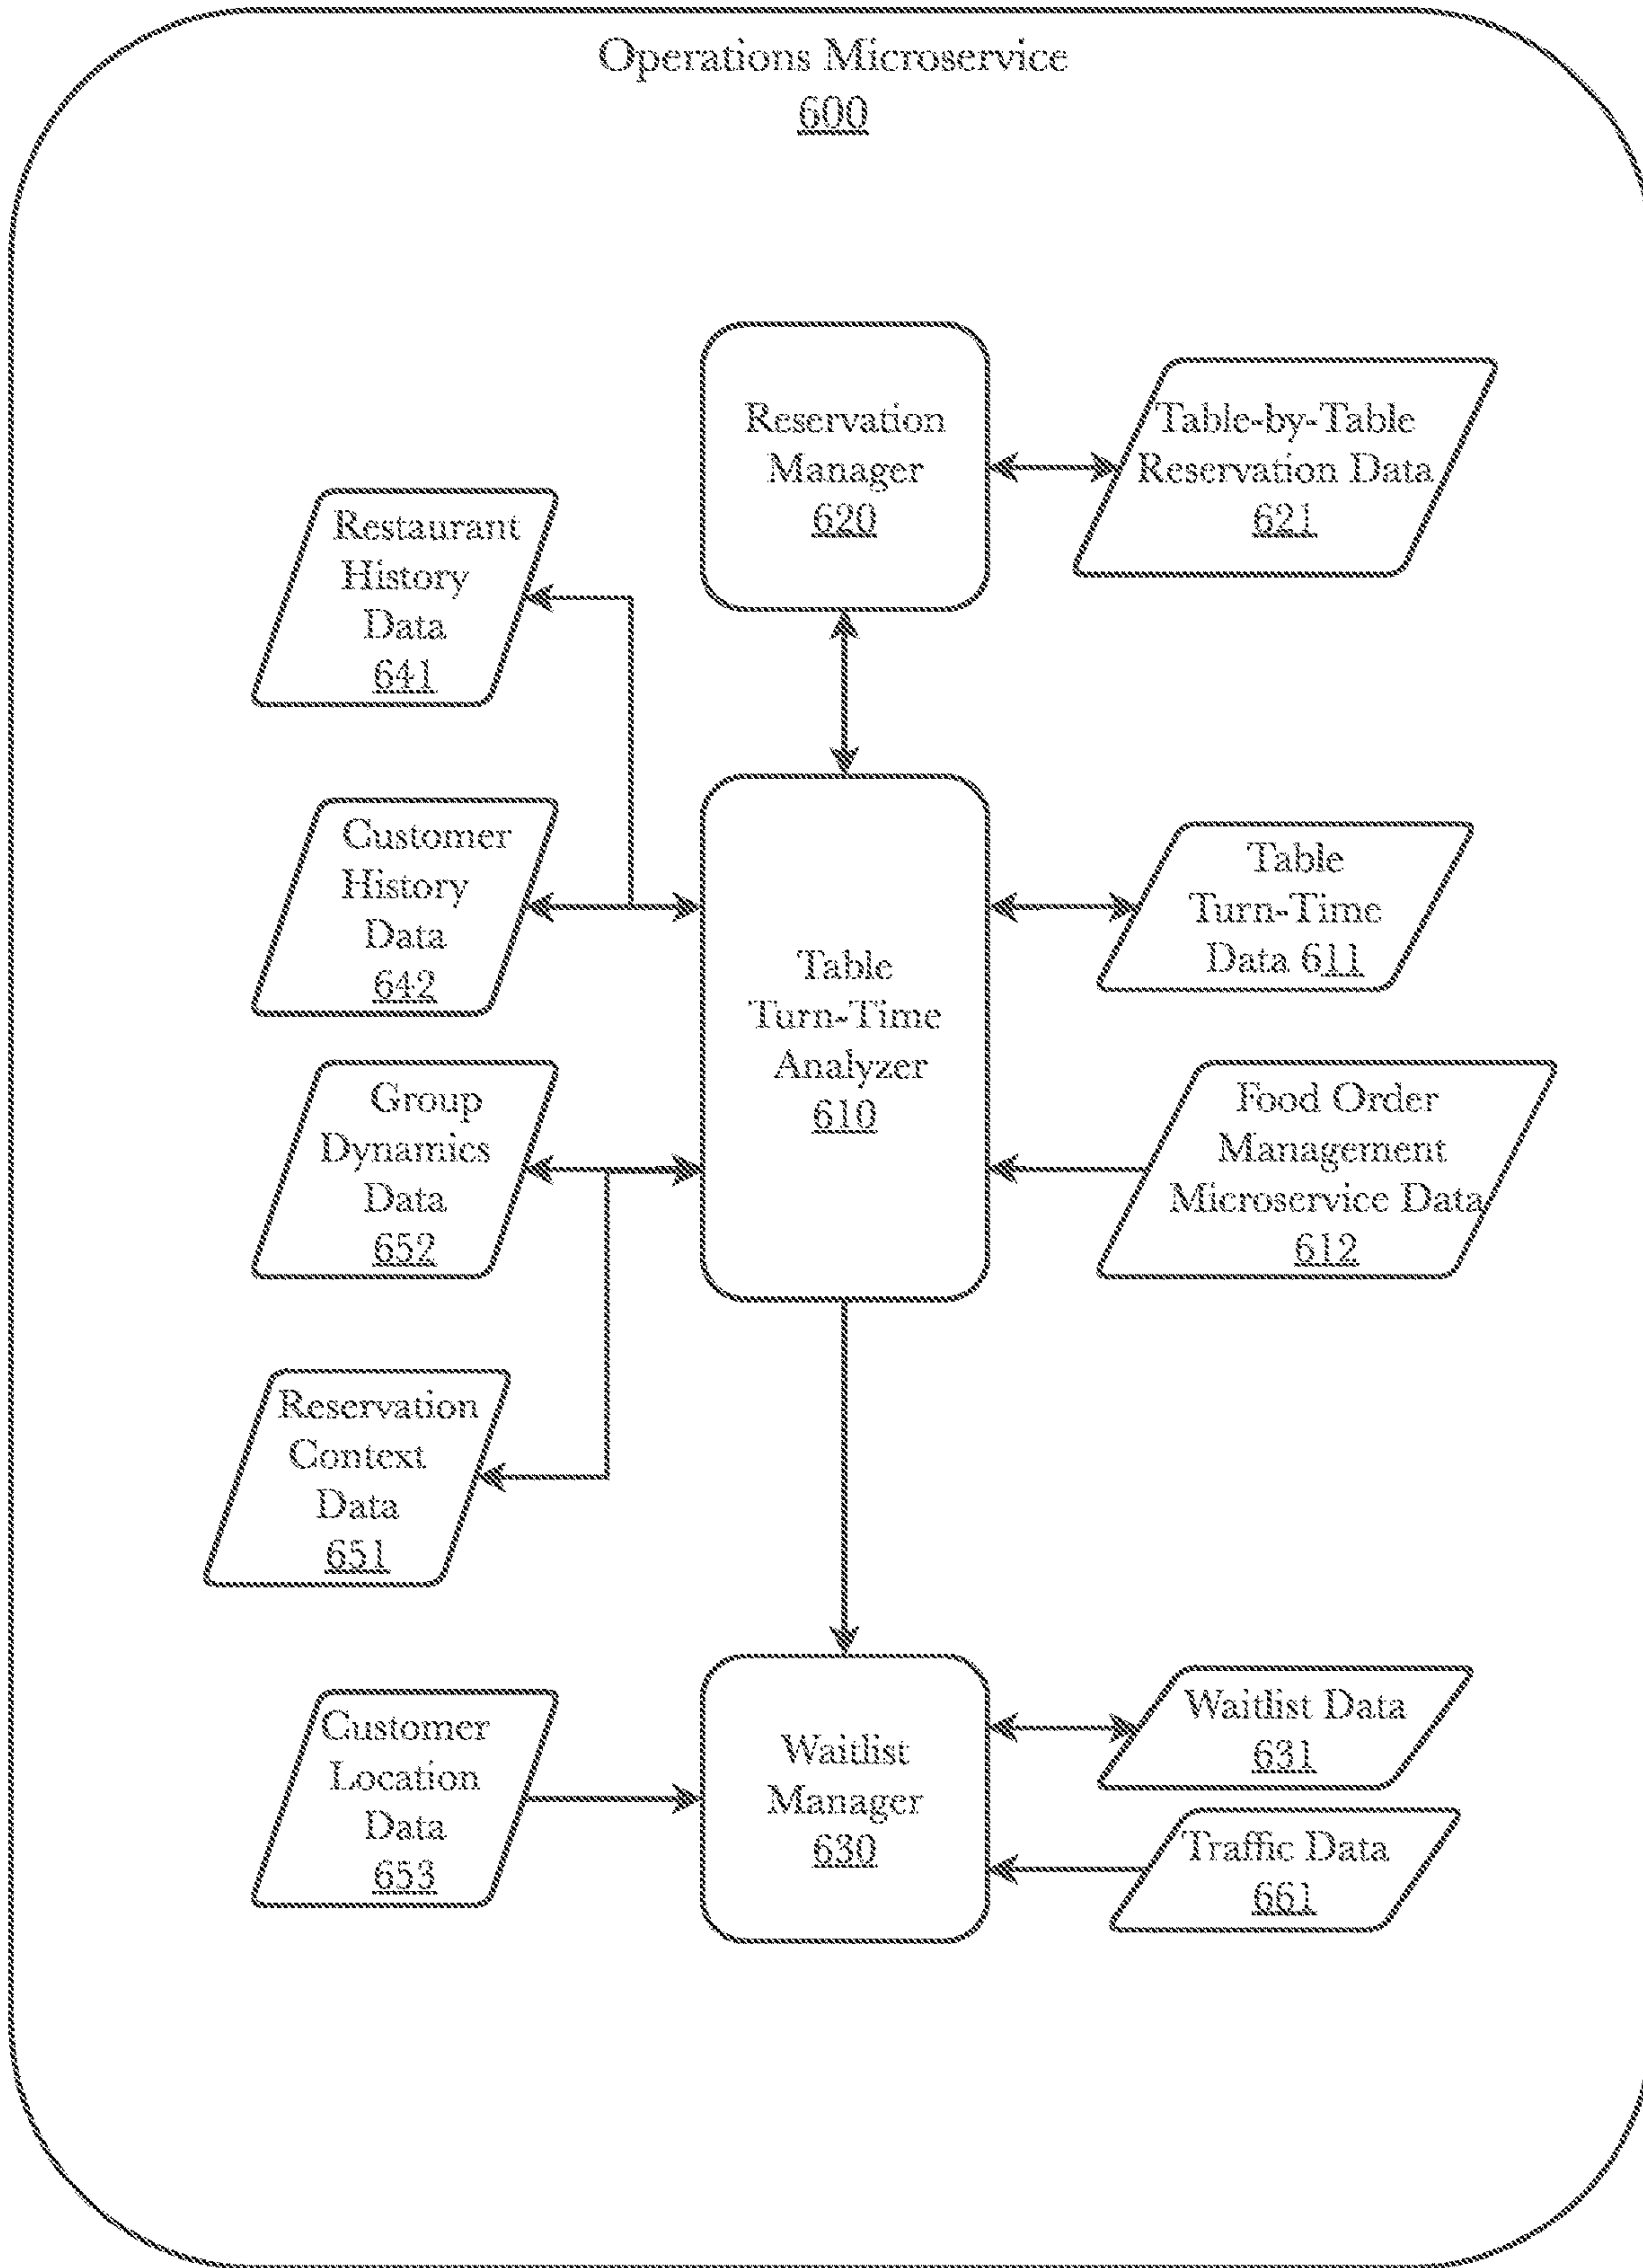 Operations Microservice
600
Reservation
Manager
620
Table-by-Table
Reservation Data
621
Restaurant
History
Data
641
Customer
History
Data
642
Table
Turn-Time
Analyzer
610
Table
Turn-Time
Data 611
Group
Dynamics
Data
652
Food Order
Management
Microservice Data
612
Reservation
Context
Data
651
Customer
Location
Data
653
Waitlist
Manager
630
Waitlist Data
631
Traffic Data
661